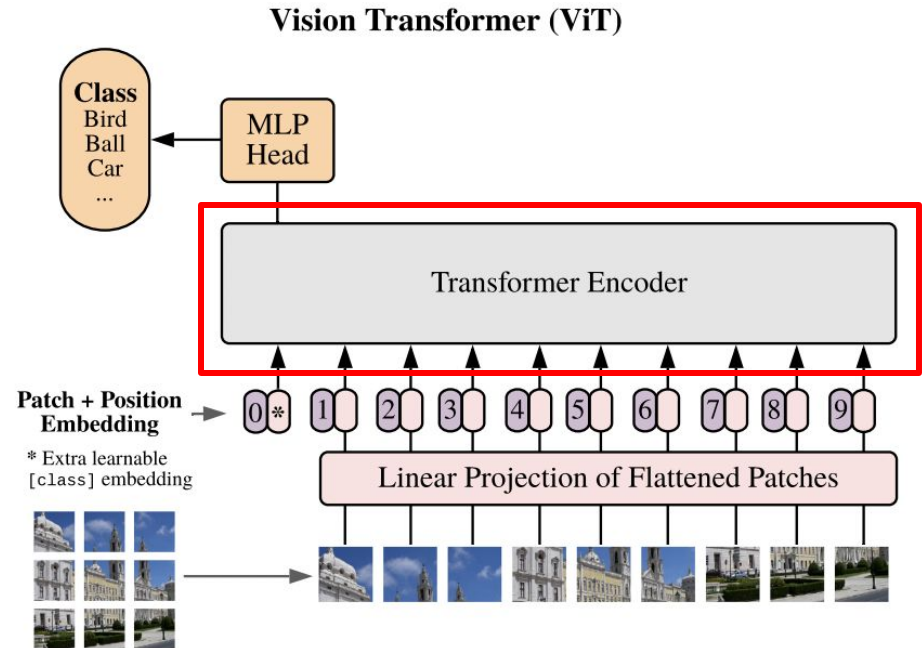 Vision Transformer (ViT)
Class
Bird
Ball
Car
...
MLP
Head
Transformer Encoder
Patch + Position
Embedding
0 * 1 2 3 4 5 6 7 8 9
* Extra learnable
[class] embedding
Linear Projection of Flattened Patches